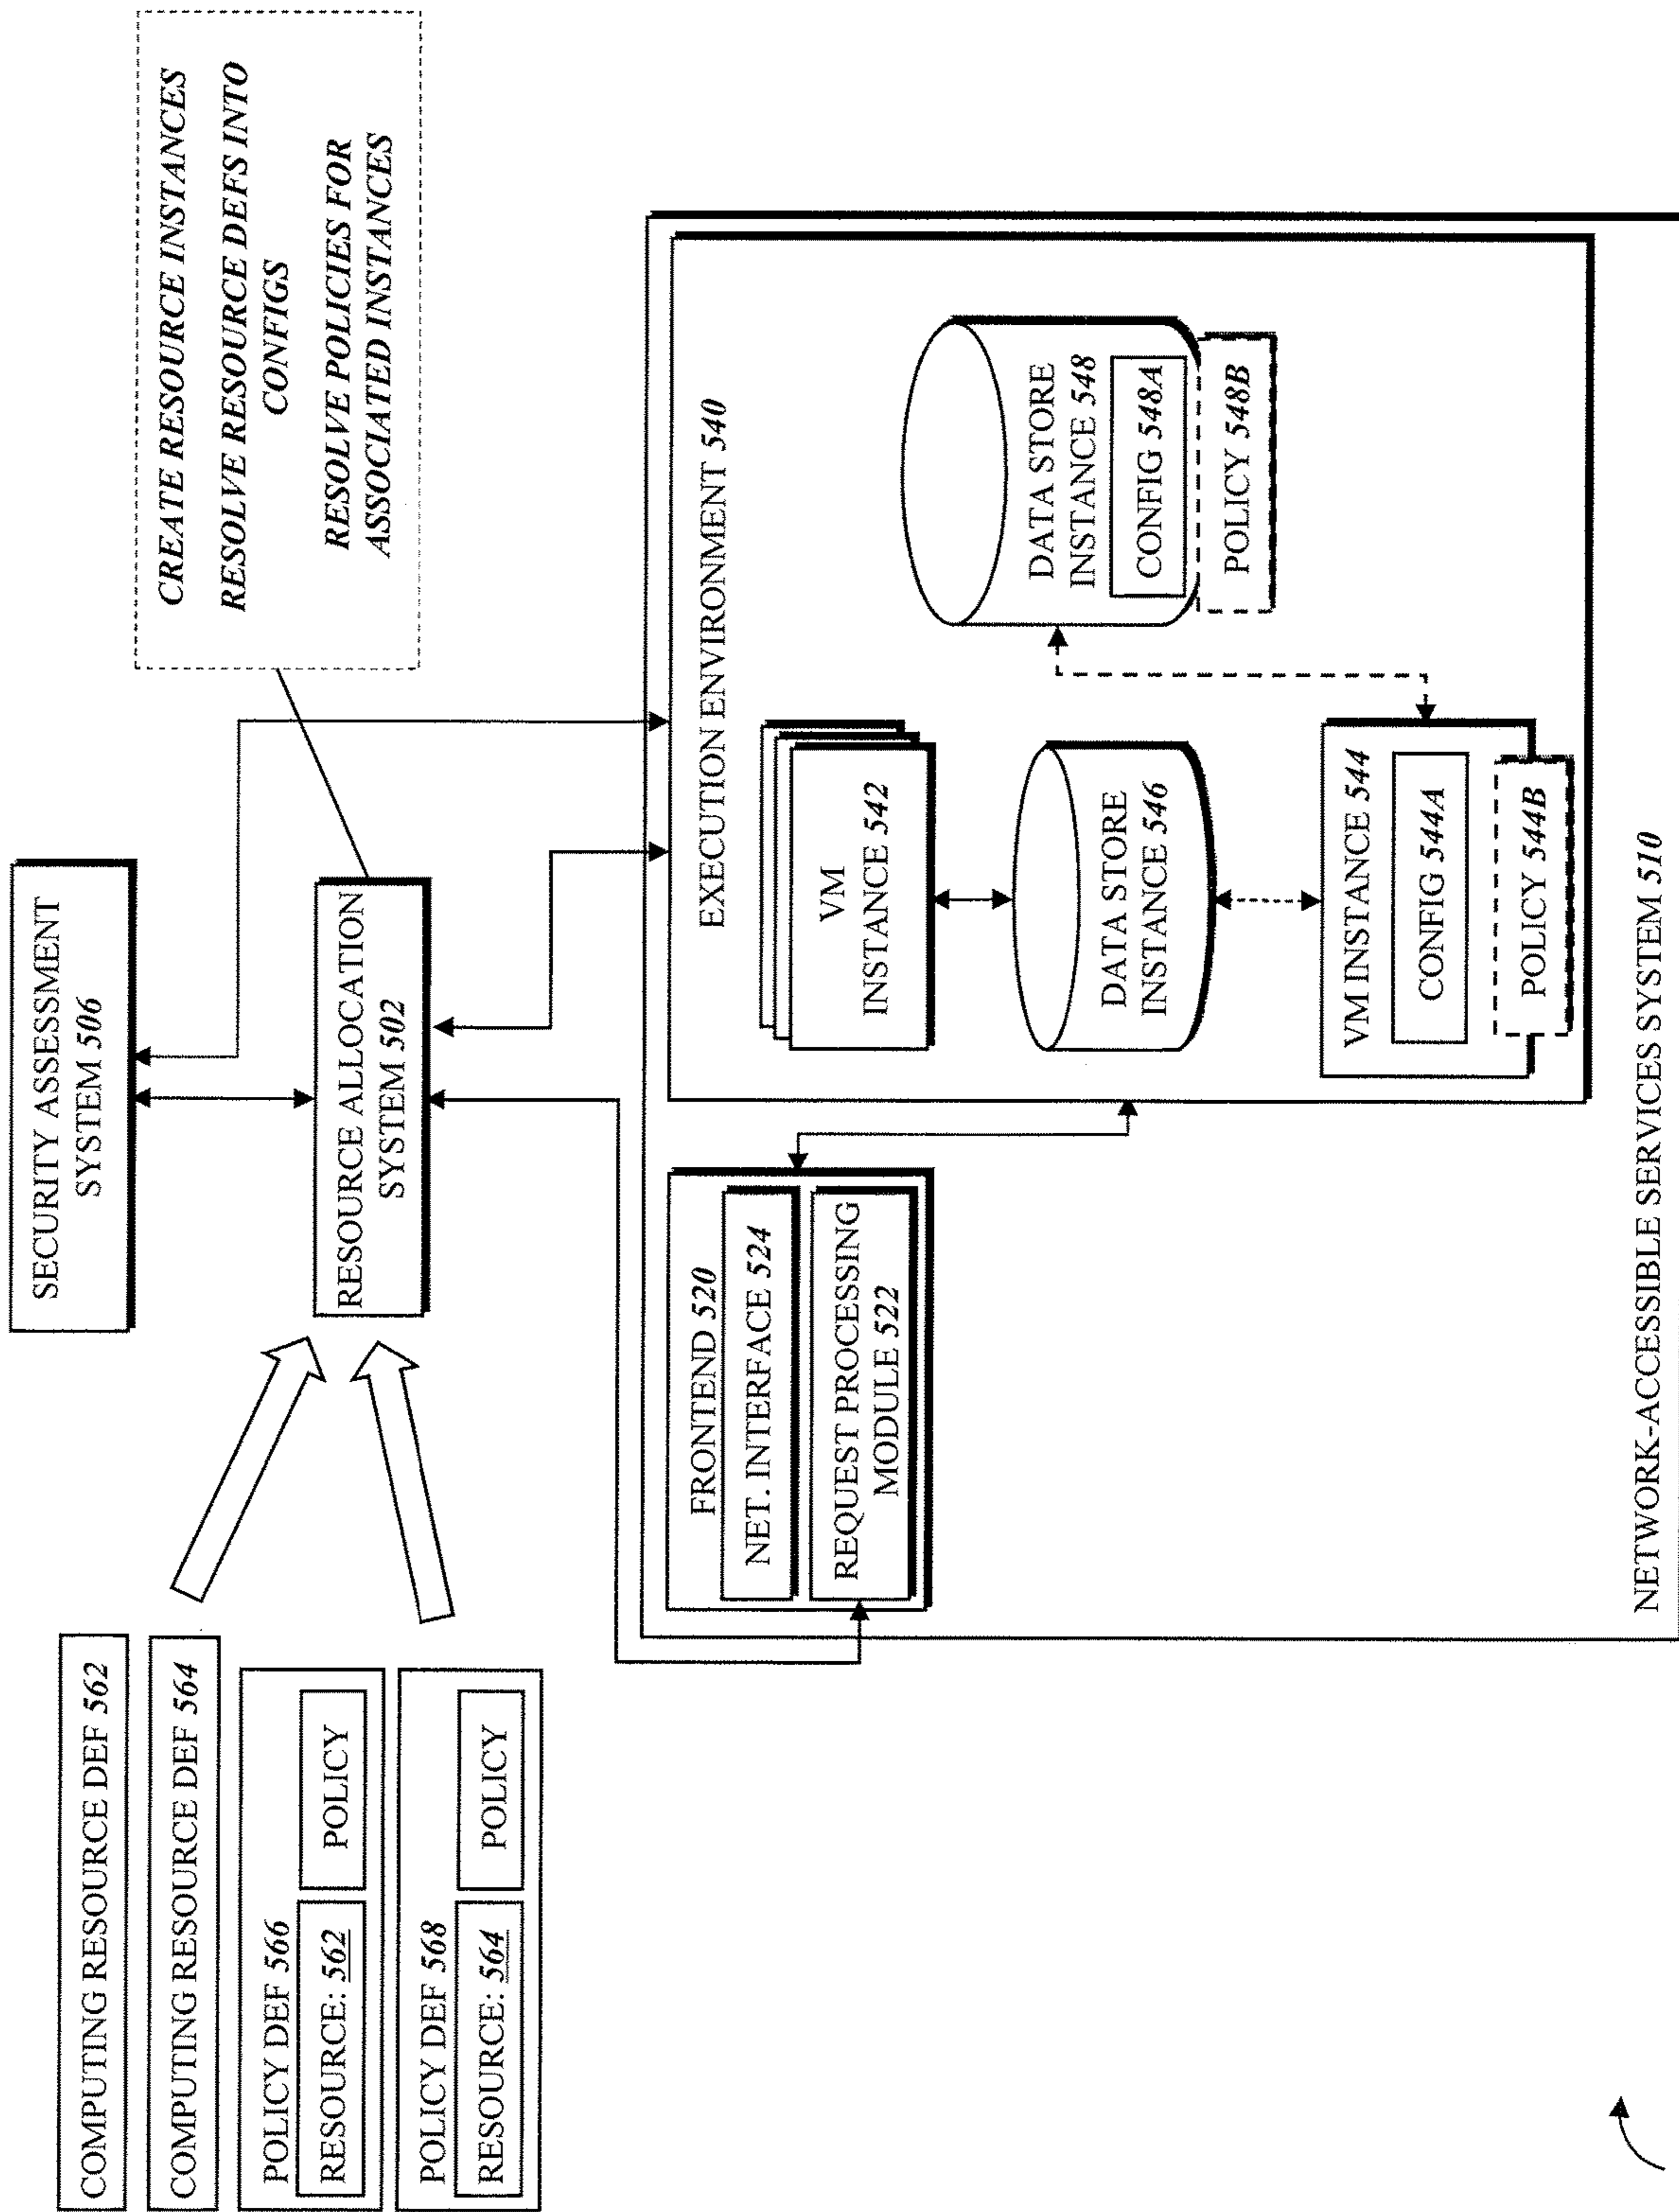 COMPUTING RESOURCE DEF 562
COMPUTING RESOURCE DEF 564
POLICY DEF 566
RESOURCE: 562
POLICY
POLICY DEF 568
RESOURCE: 564
POLICY
SECURITY ASSESSMENT
SYSTEM 506
RESOURCE ALLOCATION
SYSTEM 502
CREATE RESOURCE INSTANCES
RESOLVE RESOURCE DEFS INTO
CONFIGS
RESOLVE POLICIES FOR
ASSOCIATED INSTANCES
FRONTEND 520
NET. INTERFACE 524
REQUEST PROCESSING
MODULE 522
EXECUTION ENVIRONMENT 540
VM
INSTANCE 542
DATA STORE
INSTANCE 546
VM INSTANCE 544
CONFIG 544A
POLICY 544B
DATA STORE
INSTANCE 548
CONFIG 548A
POLICY 548B
NETWORK-ACCESSIBLE SERVICES SYSTEM 510